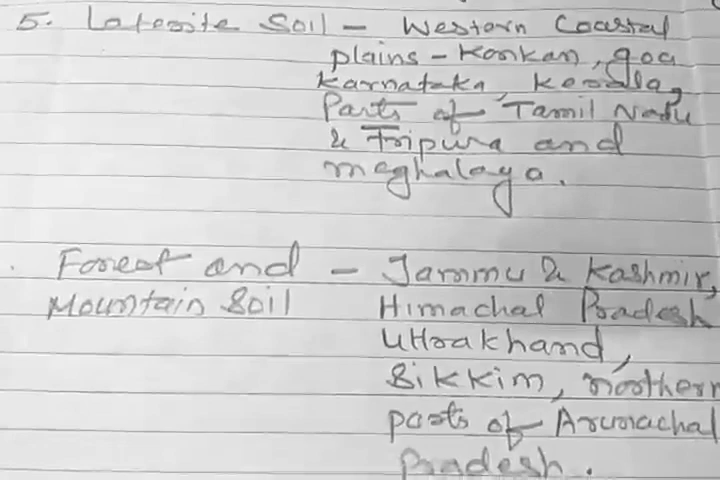 5. Laterite Soil - Western Coastal
plains - Konkan, goa
Karnataka, Kerala,
Parts of Tamil Nadu
& Tripura and
meghalaya.
Forest and - Jammu & Kashmir,
Mountain Soil Himachal Pradesh
Uttrakhand,
Sikkim, northern
parts of Arunachal
Pradesh.